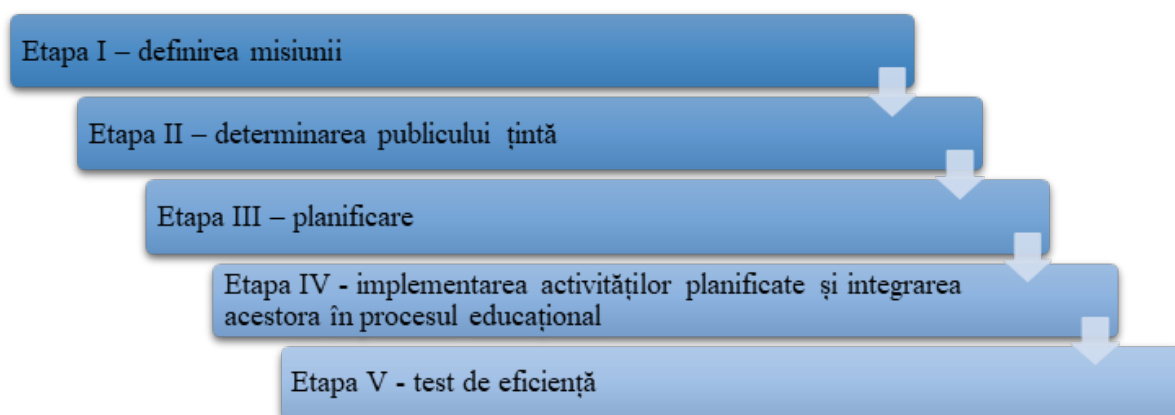 Etapa I – definirea misiunii
Etapa II – determinarea publicului țintă
Etapa III – planificare
Etapa IV - implementarea activităților planificate și integrarea
acestora în procesul educațional
Etapa V - test de eficiență